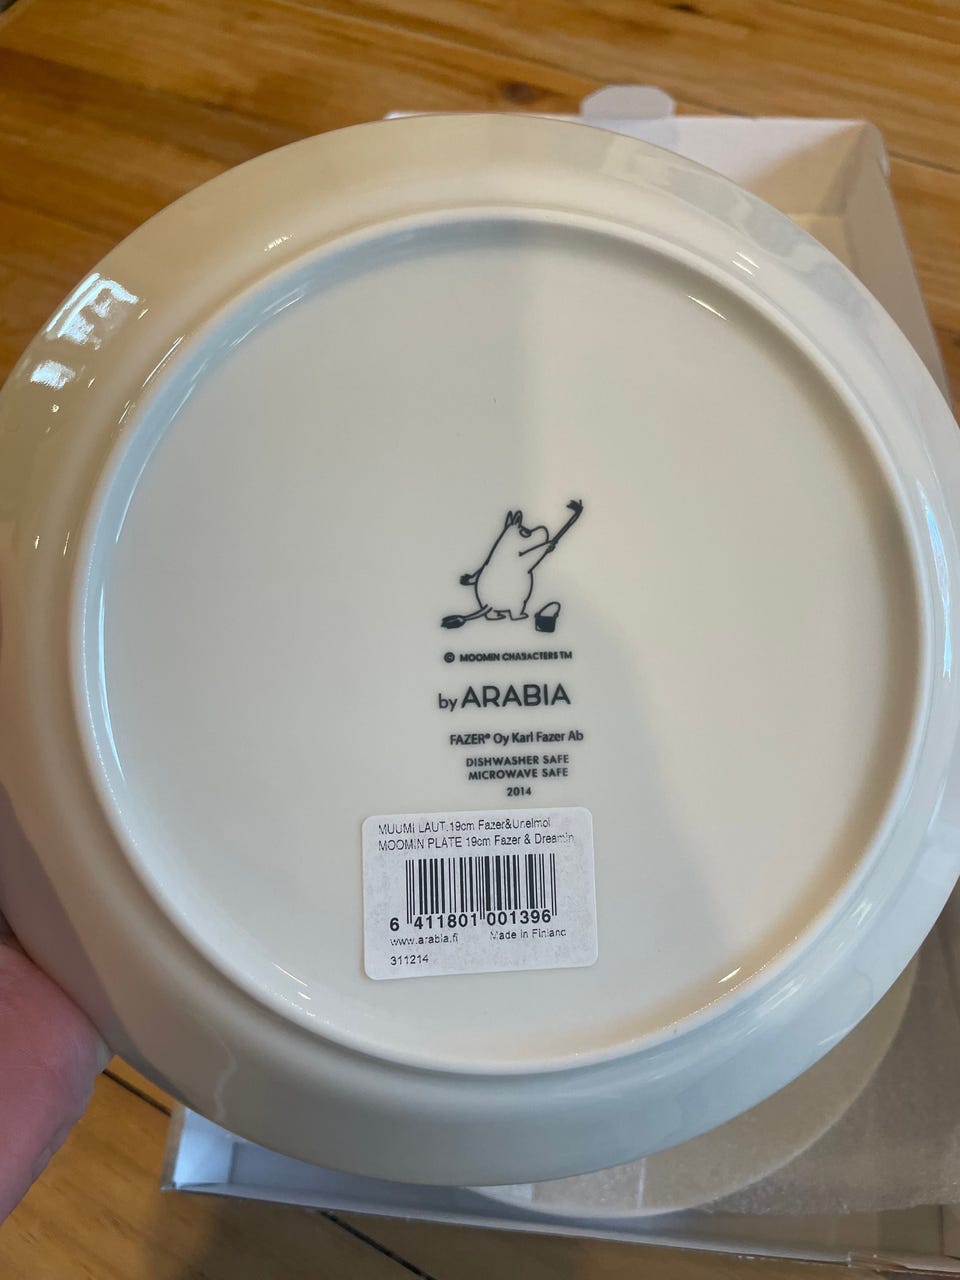 © MOOMIN CHARACTERS TM
by ARABIA
FAZER® Oy Karl Fazer Ab
DISHWASHER SAFE
MICROWAVE SAFE
2014
MUUMI LAUT.19cm Fazer&Unelmoi
MOOMIN PLATE 19cm Fazer & Dreamin
6 411801 001396
www.arabia.fi Made in Finland
311214